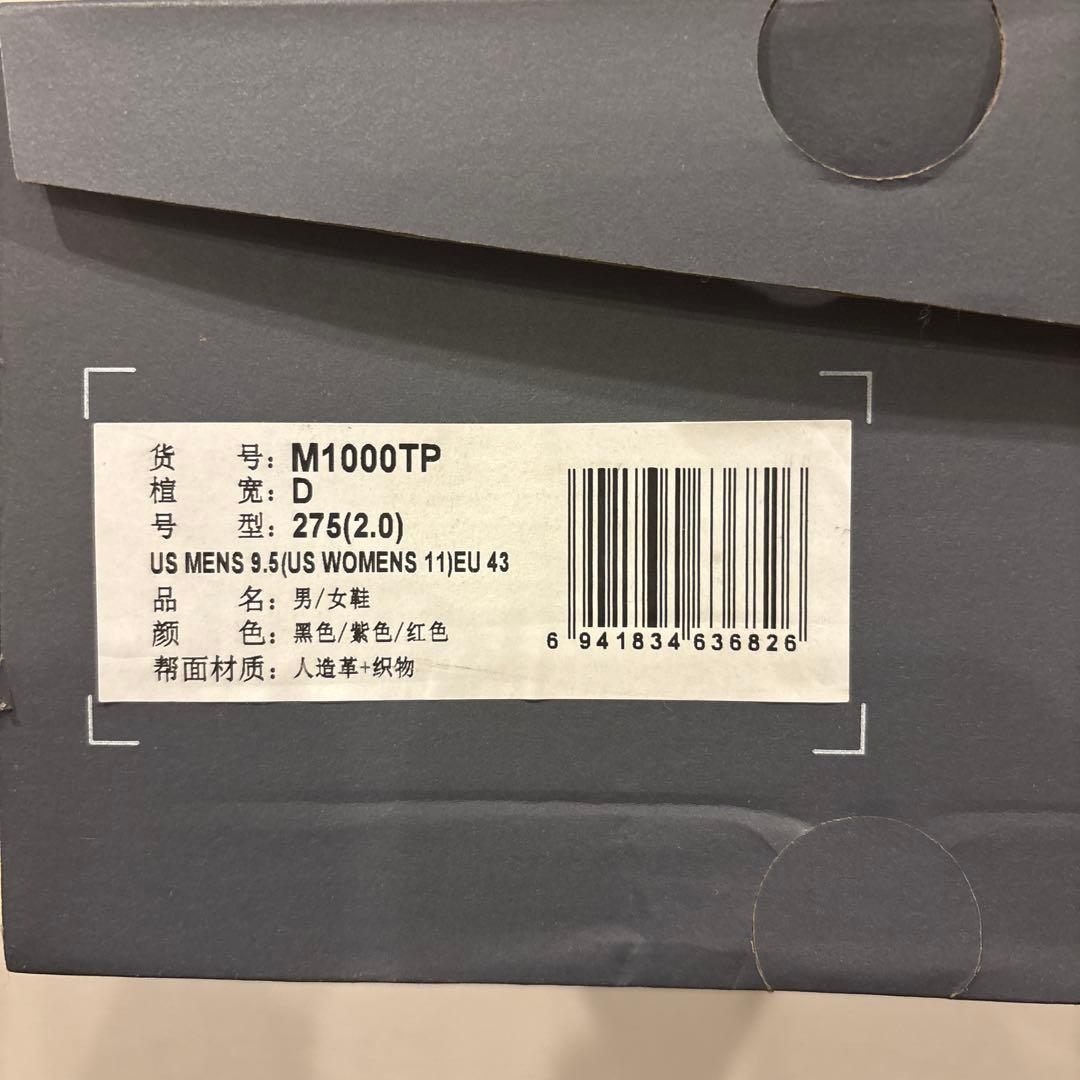 货 号: M1000TP
楦 宽: D
号 型: 275(2.0)
US MENS 9.5(US WOMENS 11)EU 43
品 名: 男/女鞋
颜 色: 黑色/紫色/红色
帮面材质: 人造革+织物
6 941834 636826